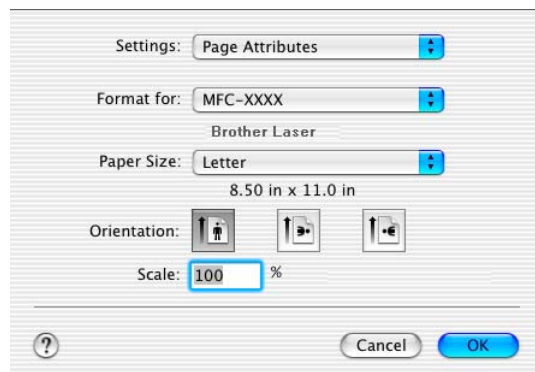 Settings: Page Attributes
Format for: MFC-XXXX
Brother Laser
Paper Size: Letter
8.50 in x 11.0 in
Orientation:
Scale: 100 %
?
Cancel OK